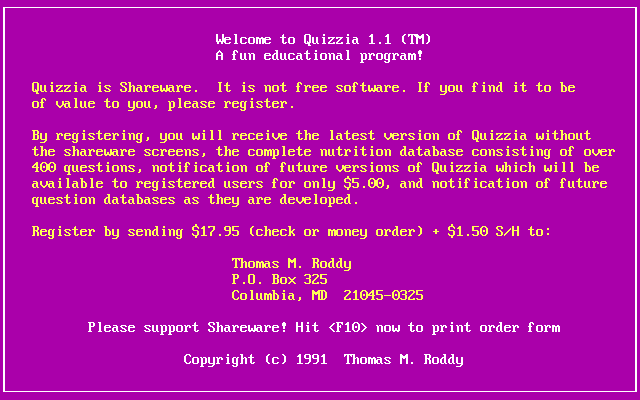 Welcome to Quizzia 1.1 (TM)
A fun educational program!
Quizzia is Shareware.  It is not free software. If you find it to be
of value to you, please register.
By registering, you will receive the latest version of Quizzia without
the shareware screens, the complete nutrition database consisting of over
400 questions, notification of future versions of Quizzia which will be
available to registered users for only $5.00, and notification of future
question databases as they are developed.
Register by sending $17.95 (check or money order) + $1.50 S/H to:
Thomas M. Roddy
P.O. Box 325
Columbia, MD  21045-0325
Please support Shareware! Hit <F10> now to print order form
Copyright (c) 1991  Thomas M. Roddy